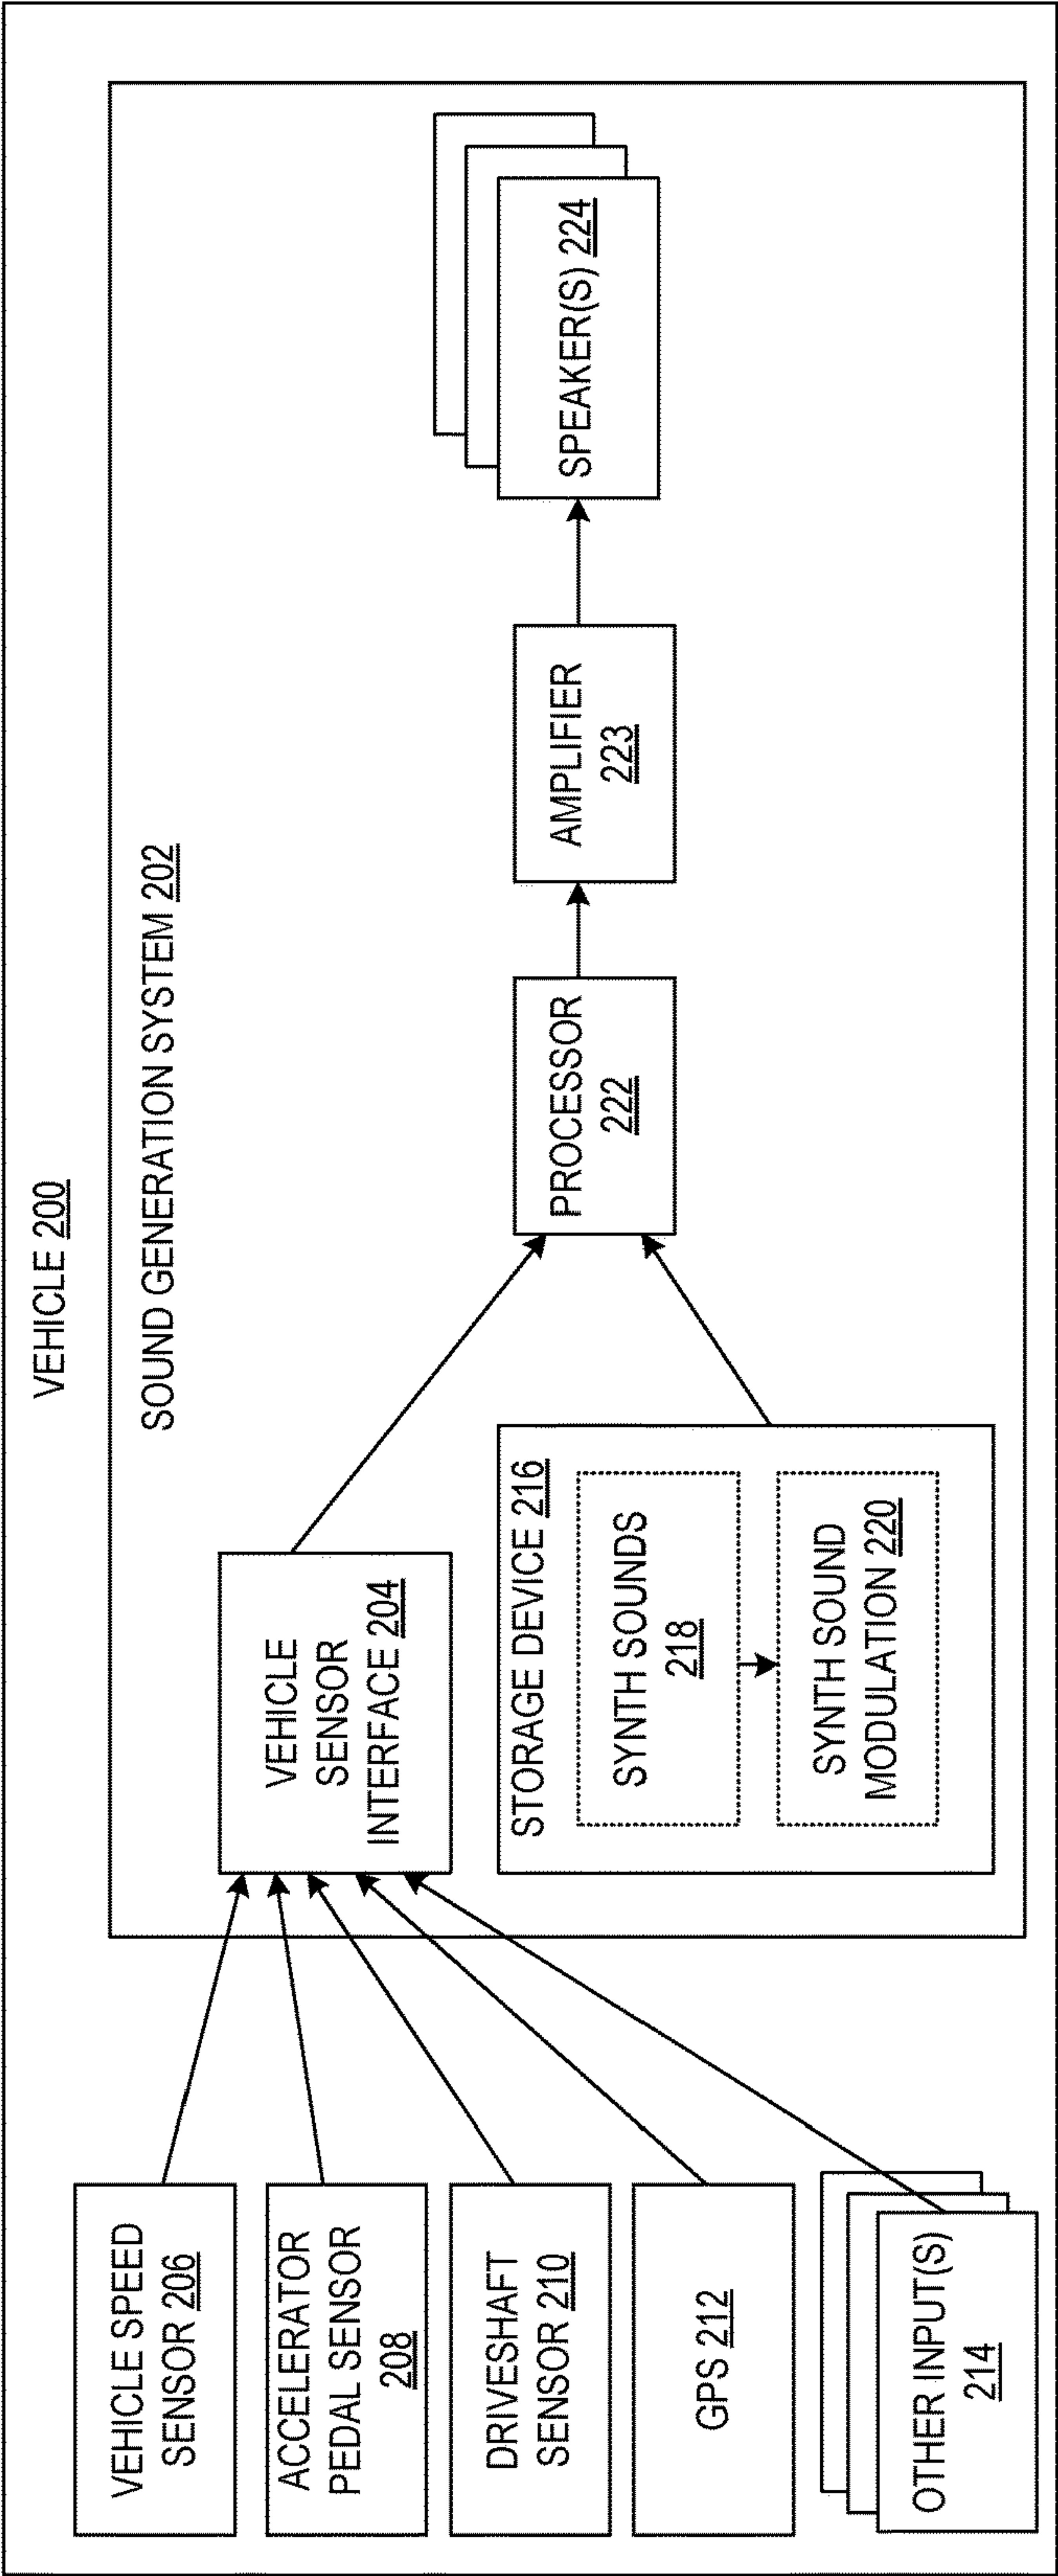 VEHICLE 200
SOUND GENERATION SYSTEM 202
VEHICLE SPEED
SENSOR 206
ACCELERATOR
PEDAL SENSOR
208
DRIVESHAFT
SENSOR 210
GPS 212
OTHER INPUT(S)
214
VEHICLE
SENSOR
INTERFACE 204
STORAGE DEVICE 216
SYNTH SOUNDS
218
SYNTH SOUND
MODULATION 220
PROCESSOR
222
AMPLIFIER
223
SPEAKER(S) 224